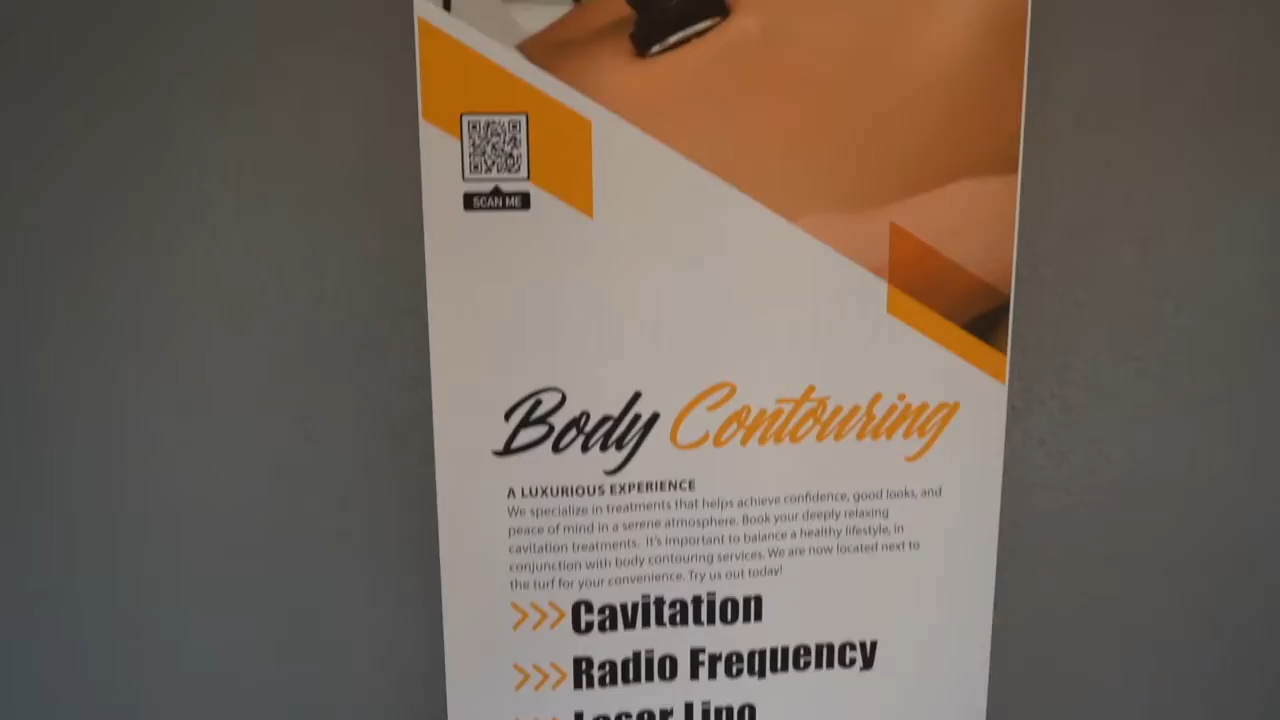 SCAN ME
Body Contouring
A LUXURIOUS EXPERIENCE
We specialize in treatments that helps achieve confidence, good looks, and
peace of mind in a serene atmosphere. Book your deeply relaxing
cavitation treatments. It's important to balance a healthy lifestyle, in
conjunction with body contouring services. We are now located next to
the turf for your convenience. Try us out today!
>>> Cavitation
>>> Radio Frequency
>>> Laser Lipo